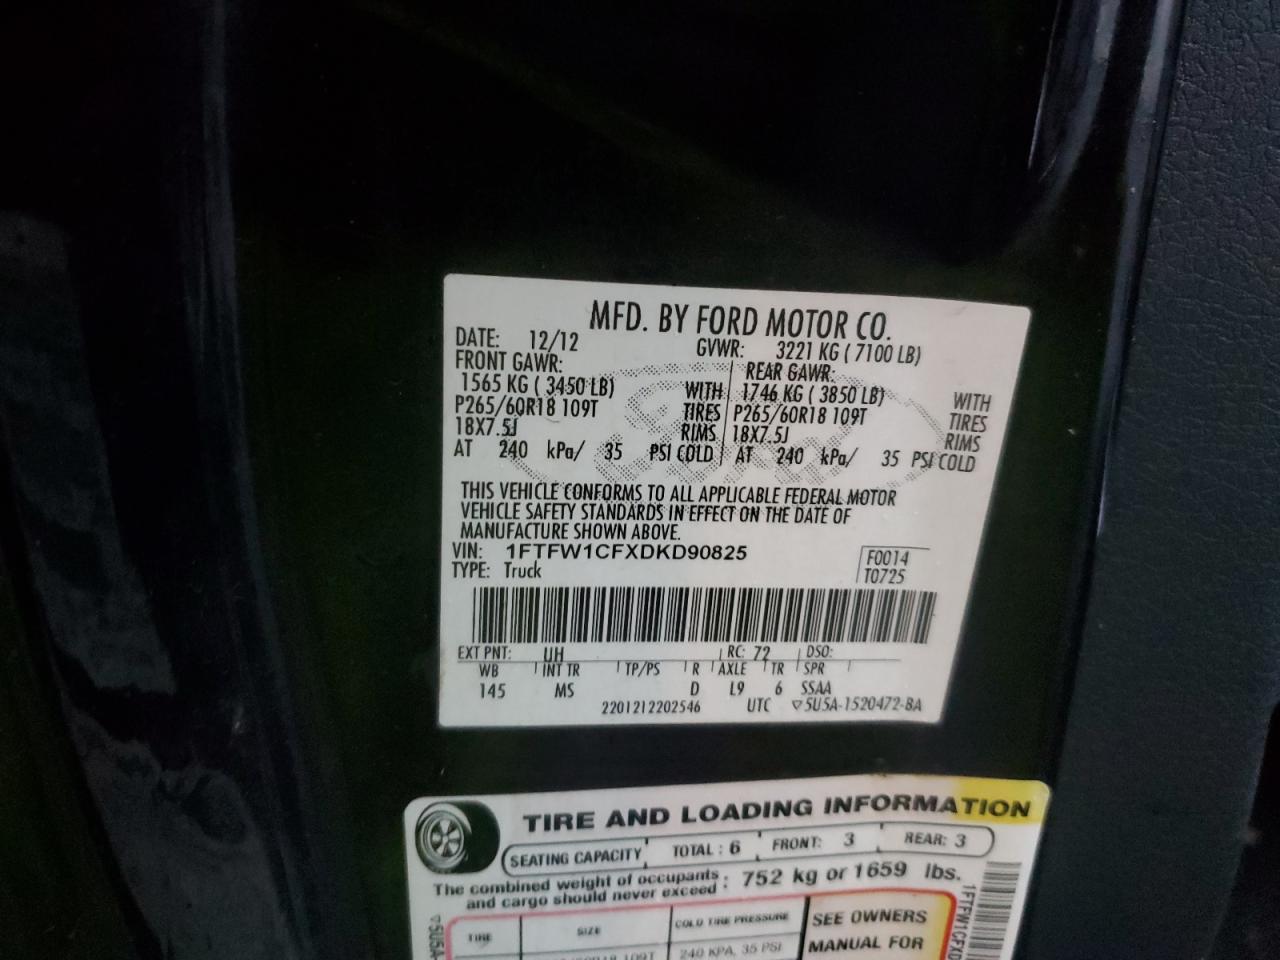 MFD. BY FORD MOTOR CO.
DATE: 12/12 GVWR: 3221 KG ( 7100 LB)
FRONT GAWR: REAR GAWR:
1565 KG ( 3450 LB) WITH 1746 KG ( 3850 LB) WITH
P265/60R18 109T TIRES P265/60R18 109T TIRES
18X7.5J RIMS 18X7.5J RIMS
AT 240 kPa/ 35 PSI COLD AT 240 kPa/ 35 PSI COLD
THIS VEHICLE CONFORMS TO ALL APPLICABLE FEDERAL MOTOR
VEHICLE SAFETY STANDARDS IN EFFECT ON THE DATE OF
MANUFACTURE SHOWN ABOVE.
VIN: 1FTFW1CFXDKD90825 F0014
TYPE: Truck T0725
EXT PNT: UH RC: 72 DSO:
WB INT TR TP/PS R AXLE TR SPR
145 MS D L9 6 SSAA
2201212202546 UTC ▽5U5A-1520472-BA
TIRE AND LOADING INFORMATION
SEATING CAPACITY TOTAL : 6 FRONT: 3 REAR: 3
The combined weight of occupants : 752 kg or 1659 lbs.
and cargo should never exceed
TIRE SIZE COLD TIRE PRESSURE SEE OWNERS
240 KPA, 35 PSI MANUAL FOR
▽5U5A-
1FTFW1CFXD